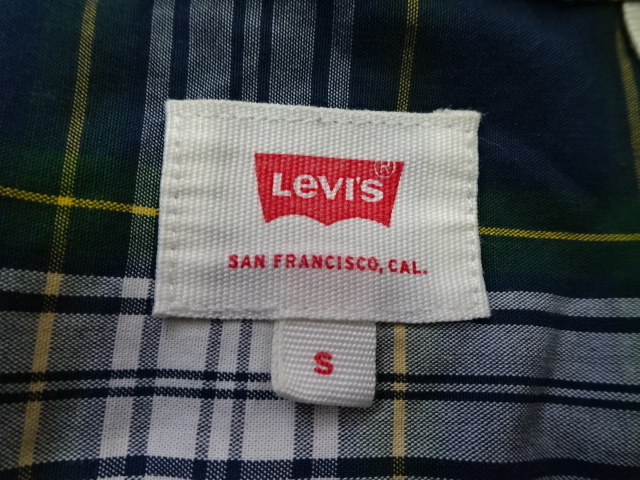 LEVI'S®
SAN FRANCISCO, CAL.
S